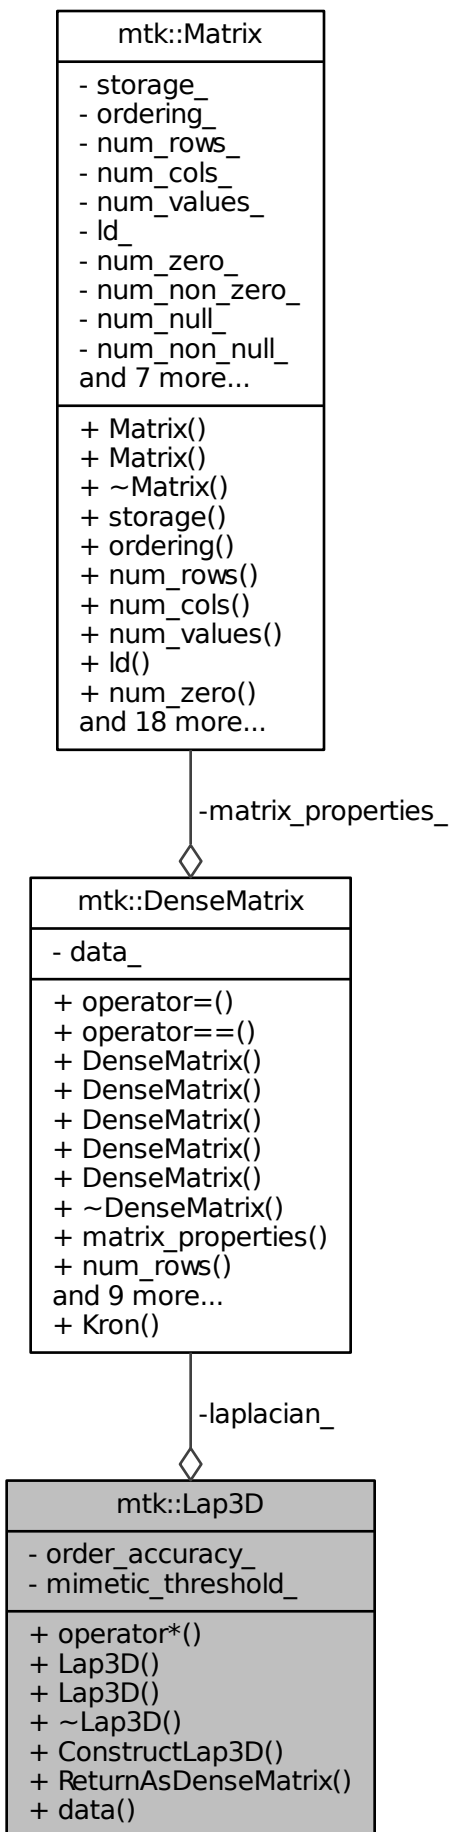 mtk::Matrix
- storage_
- ordering_
- num_rows_
- num_cols_
- num_values_
- ld_
- num_zero_
- num_non_zero_
- num_null_
- num_non_null_
and 7 more...
+ Matrix()
+ Matrix()
+ ~Matrix()
+ storage()
+ ordering()
+ num_rows()
+ num_cols()
+ num_values()
+ ld()
+ num_zero()
and 18 more...
-matrix_properties_
mtk::DenseMatrix
- data_
+ operator=()
+ operator==()
+ DenseMatrix()
+ DenseMatrix()
+ DenseMatrix()
+ DenseMatrix()
+ DenseMatrix()
+ ~DenseMatrix()
+ matrix_properties()
+ num_rows()
and 9 more...
+ Kron()
-laplacian_
mtk::Lap3D
- order_accuracy_
- mimetic_threshold_
+ operator*()
+ Lap3D()
+ Lap3D()
+ ~Lap3D()
+ ConstructLap3D()
+ ReturnAsDenseMatrix()
+ data()